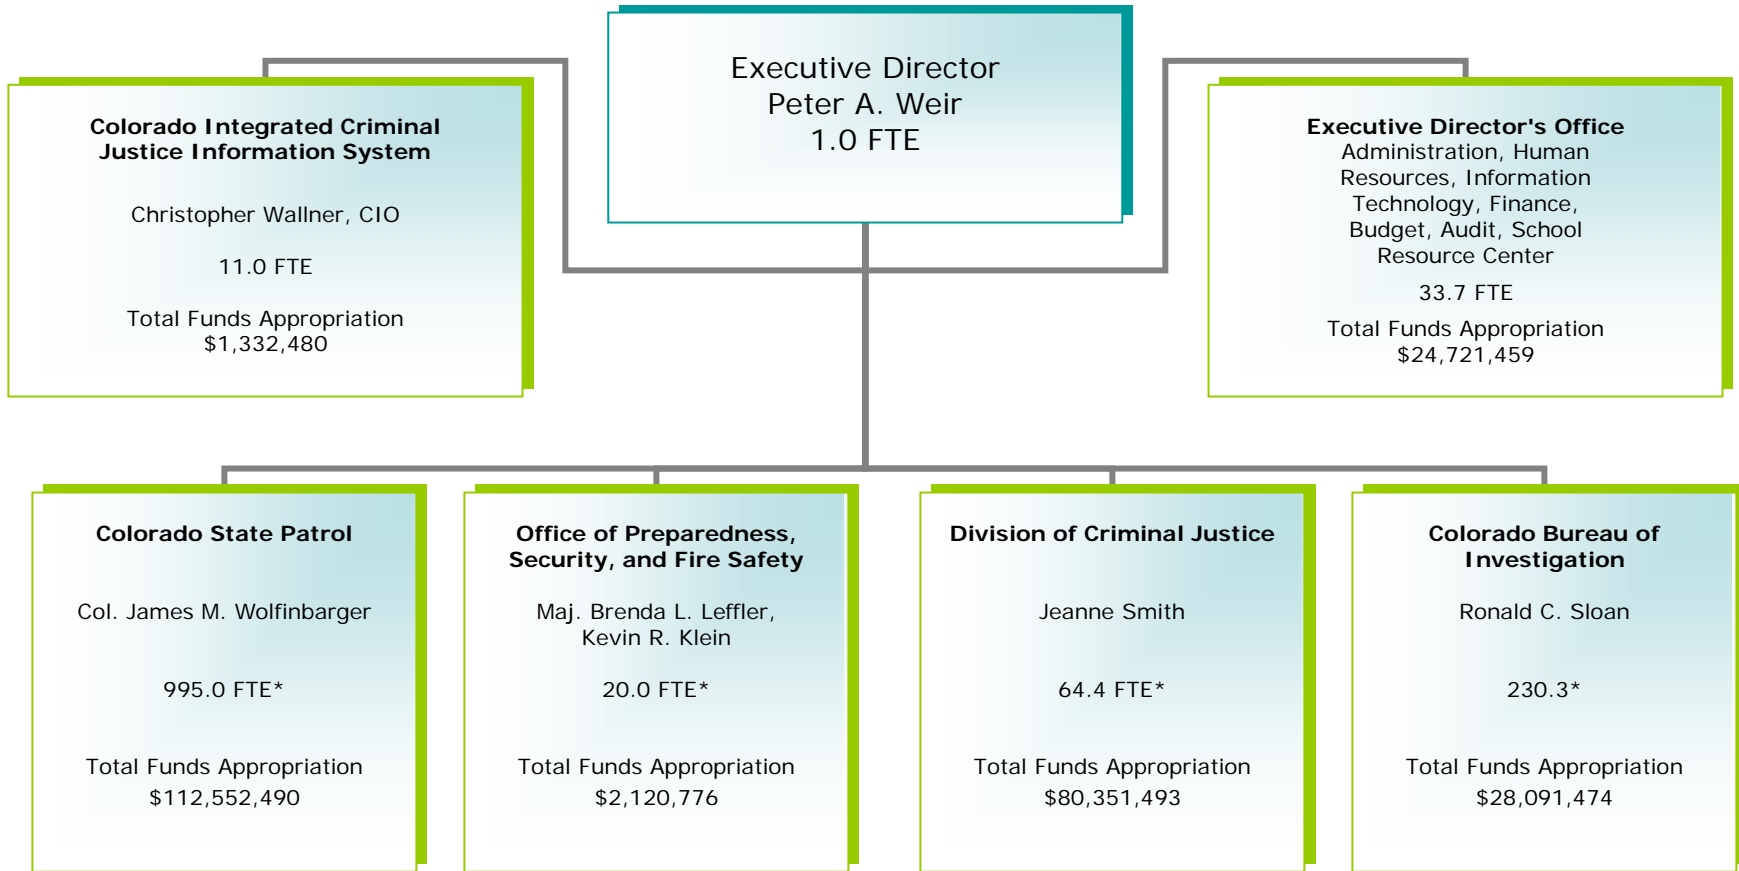 Executive Director
Peter A. Weir
1.0 FTE
Colorado Integrated Criminal
Justice Information System
Christopher Wallner, CIO
11.0 FTE
Total Funds Appropriation
$1,332,480
Executive Director's Office
Administration, Human
Resources, Information
Technology, Finance,
Budget, Audit, School
Resource Center
33.7 FTE
Total Funds Appropriation
$24,721,459
Colorado State Patrol
Col. James M. Wolfinbarger
995.0 FTE*
Total Funds Appropriation
$112,552,490
Office of Preparedness,
Security, and Fire Safety
Maj. Brenda L. Leffler,
Kevin R. Klein
20.0 FTE*
Total Funds Appropriation
$2,120,776
Division of Criminal Justice
Jeanne Smith
64.4 FTE*
Total Funds Appropriation
$80,351,493
Colorado Bureau of
Investigation
Ronald C. Sloan
230.3*
Total Funds Appropriation
$28,091,474